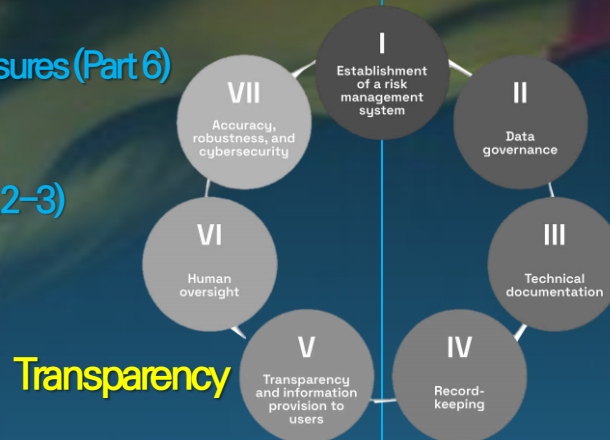 sures (Part 6)
2–3)
Transparency
I
Establishment
of a risk
management
system
II
Data
governance
III
Technical
documentation
IV
Record-
keeping
V
Transparency
and information
provision to
users
VI
Human
oversight
VII
Accuracy,
robustness, and
cybersecurity